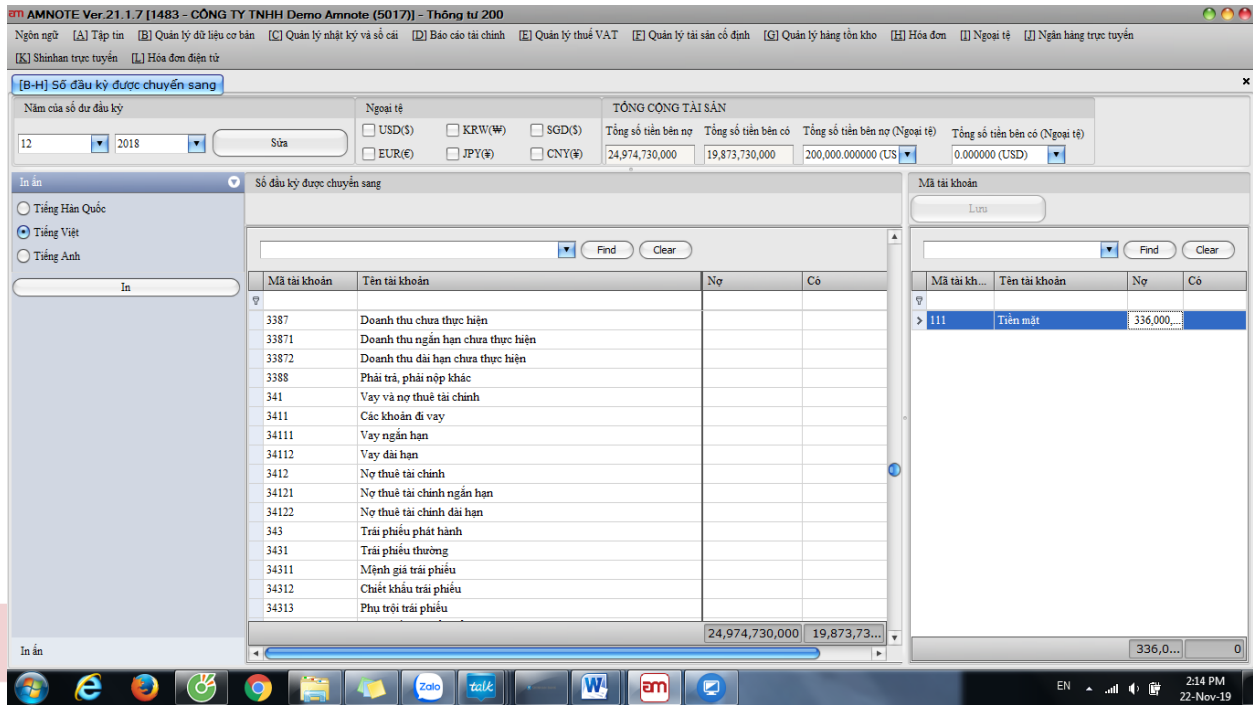 am AMNOTE Ver.21.1.7 [1483 - CÔNG TY TNHH Demo Amnote (5017)] - Thông tư 200
Ngôn ngữ [A] Tập tin [B] Quản lý dữ liệu cơ bản [C] Quản lý nhật ký và sổ cái [D] Báo cáo tài chính [E] Quản lý thuế VAT [F] Quản lý tài sản cố định [G] Quản lý hàng tồn kho [H] Hóa đơn [I] Ngoại tệ [J] Ngân hàng trực tuyến
[K] Shinhan trực tuyến [L] Hóa đơn điện tử
[B-H] Số đầu kỳ được chuyển sang x
Năm của số dư đầu kỳ Ngoại tệ TỔNG CỘNG TÀI SẢN
USD($) KRW(₩) SGD($) Tổng số tiền bên nợ Tổng số tiền bên có Tổng số tiền bên nợ (Ngoại tệ) Tổng số tiền bên có (Ngoại tệ)
12 2018 Sửa
EUR(€) JPY(¥) CNY(¥) 24,974,730,000 19,873,730,000 200,000.000000 (US 0.000000 (USD)
In ấn Số đầu kỳ được chuyển sang Mã tài khoản
Tiếng Hàn Quốc Lưu
Tiếng Việt
Tiếng Anh Find Clear Find Clear
In Mã tài khoản Tên tài khoản Nợ Có Mã tài kh... Tên tài khoản Nợ Có
3387 Doanh thu chưa thực hiện 111 Tiền mặt 336,000,...
33871 Doanh thu ngắn hạn chưa thực hiện
33872 Doanh thu dài hạn chưa thực hiện
3388 Phải trả, phải nộp khác
341 Vay và nợ thuê tài chính
3411 Các khoản đi vay
34111 Vay ngắn hạn
34112 Vay dài hạn
3412 Nợ thuê tài chính
34121 Nợ thuê tài chính ngắn hạn
34122 Nợ thuê tài chính dài hạn
343 Trái phiếu phát hành
3431 Trái phiếu thường
34311 Mệnh giá trái phiếu
34312 Chiết khấu trái phiếu
34313 Phụ trội trái phiếu
24,974,730,000 19,873,73...
In ấn 336,0... 0
Zalo talk W am EN 2:14 PM
22-Nov-19